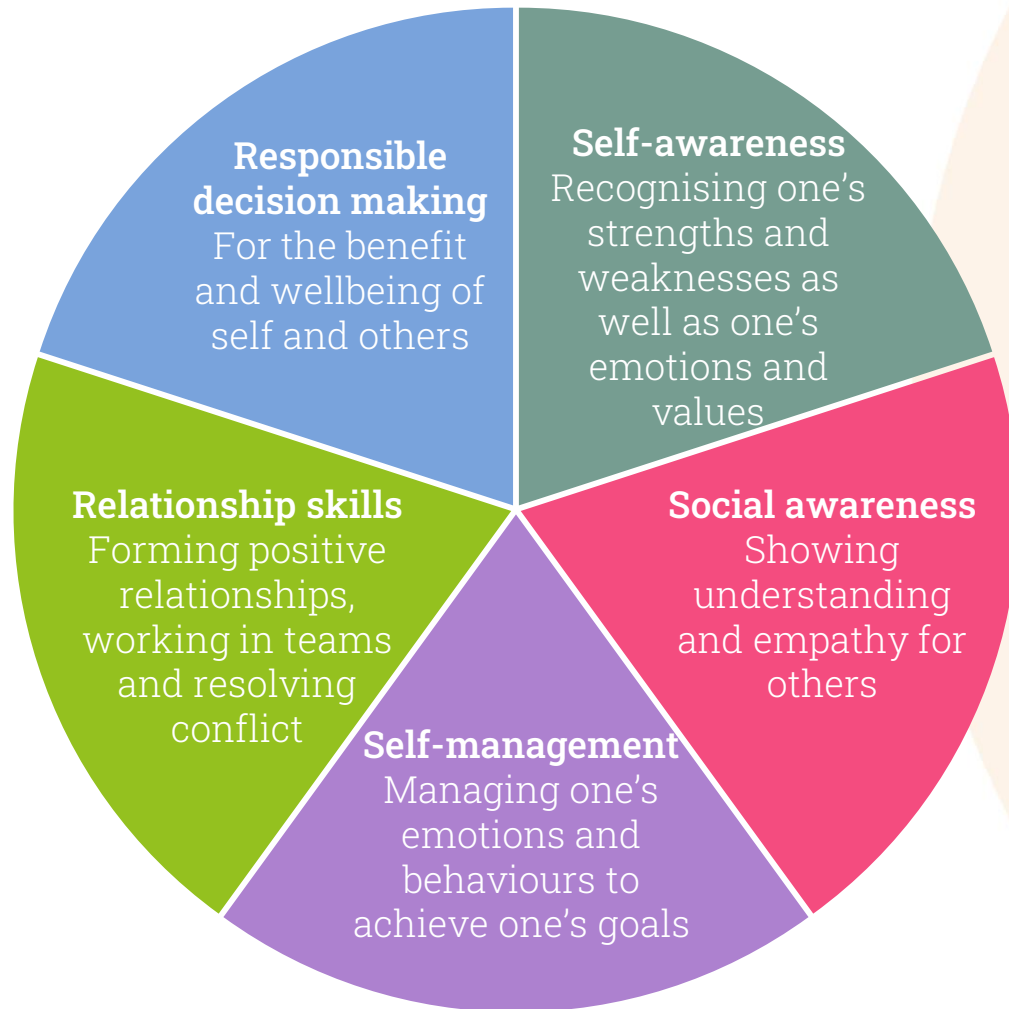 Responsible
decision making
For the benefit
and wellbeing of
self and others
Self-awareness
Recognising one’s
strengths and
weaknesses as
well as one’s
emotions and
values
Relationship skills
Forming positive
relationships,
working in teams
and resolving
conflict
Social awareness
Showing
understanding
and empathy for
others
Self-management
Managing one’s
emotions and
behaviours to
achieve one’s goals